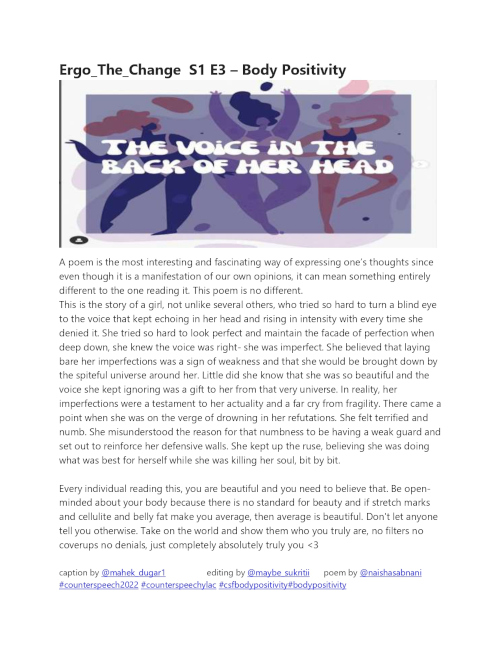 Ergo_The_Change S1 E3 – Body Positivity
THE VOICE IN THE
BACK OF HER HEAD
A poem is the most interesting and fascinating way of expressing one's thoughts since
even though it is a manifestation of our own opinions, it can mean something entirely
different to the one reading it. This poem is no different.
This is the story of a girl, not unlike several others, who tried so hard to turn a blind eye
to the voice that kept echoing in her head and rising in intensity with every time she
denied it. She tried so hard to look perfect and maintain the facade of perfection when
deep down, she knew the voice was right- she was imperfect. She believed that laying
bare her imperfections was a sign of weakness and that she would be brought down by
the spiteful universe around her. Little did she know that she was so beautiful and the
voice she kept ignoring was a gift to her from that very universe. In reality, her
imperfections were a testament to her actuality and a far cry from fragility. There came a
point when she was on the verge of drowning in her refutations. She felt terrified and
numb. She misunderstood the reason for that numbness to be having a weak guard and
set out to reinforce her defensive walls. She kept up the ruse, believing she was doing
what was best for herself while she was killing her soul, bit by bit.
Every individual reading this, you are beautiful and you need to believe that. Be open-
minded about your body because there is no standard for beauty and if stretch marks
and cellulite and belly fat make you average, then average is beautiful. Don't let anyone
tell you otherwise. Take on the world and show them who you truly are, no filters no
coverups no denials, just completely absolutely truly you <3
caption by @mahek_dugar1 editing by @maybe_sukritii poem by @naishasabnani
#counterspeech2022 #counterspeechylac #csfbodypositivity#bodypositivity